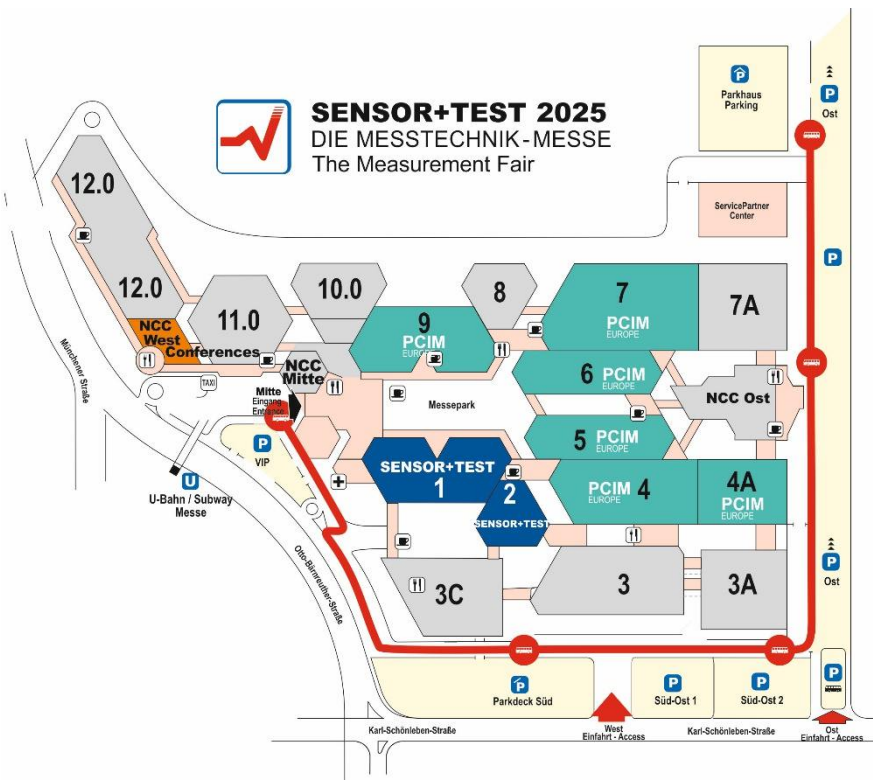 SENSOR+TEST 2025
DIE MESSTECHNIK-MESSE
The Measurement Fair
P
Parkhaus
Parking
P
Ost
ServicePartner
Center
P
12.0
12.0
NCC
West
Conferences
11.0
10.0
9
PCIM
EUROPE
8
7
PCIM
EUROPE
7A
6 PCIM
EUROPE
NCC
Mitte
TAXI
Mitte
Eingang
Entrance
Messepark
NCC Ost
5 PCIM
EUROPE
P
VIP
U
U-Bahn / Subway
Messe
Münchener Straße
Otto-Bärnreuther-Straße
SENSOR+TEST
1
2
SENSOR+TEST
PCIM 4
EUROPE
4A
PCIM
EUROPE
3C
3
3A
P
Ost
P
Parkdeck Süd
P
Süd-Ost 1
P
Süd-Ost 2
P
Karl-Schönleben-Straße
West
Einfahrt - Access
Karl-Schönleben-Straße
Ost
Einfahrt - Access